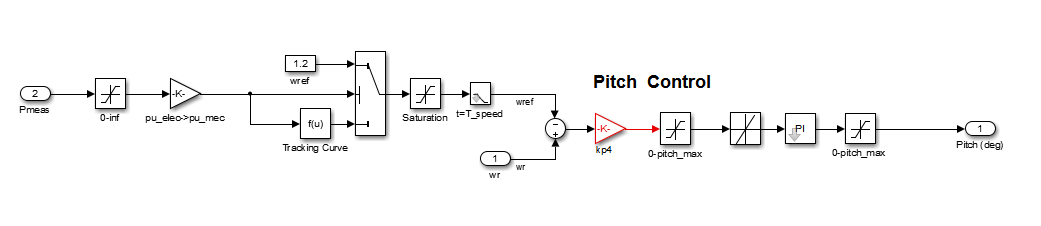 Pitch Control
1.2
wref
2
Pmeas
0-inf
-K-
pu_elec->pu_mec
f(u)
Tracking Curve
Saturation
t=T_speed
wref
-
+
1
wr
wr
-K-
kp4
0-pitch_max
PI
0-pitch_max
1
Pitch (deg)